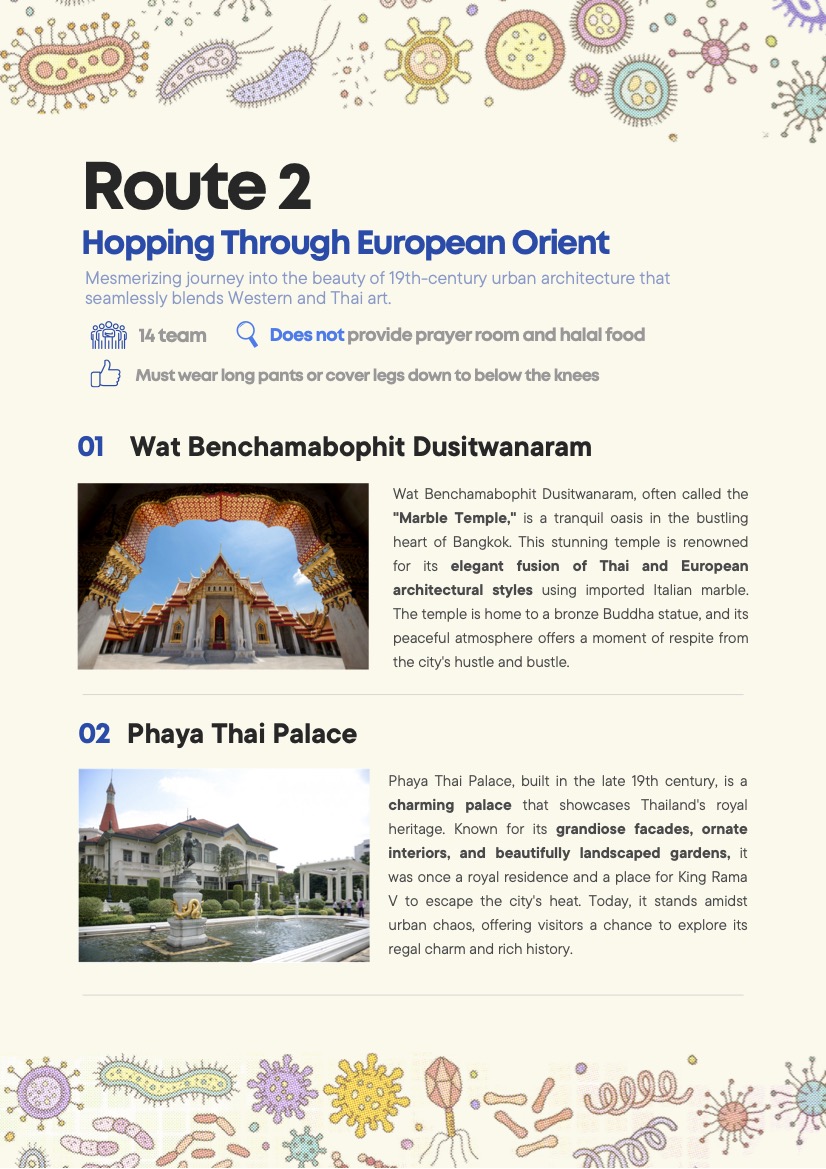 Route 2
Hopping Through European Orient
Mesmerizing journey into the beauty of 19th-century urban architecture that
seamlessly blends Western and Thai art.
14 team
Does not provide prayer room and halal food
Must wear long pants or cover legs down to below the knees
01 Wat Benchamabophit Dusitwanaram
Wat Benchamabophit Dusitwanaram, often called the
"Marble Temple," is a tranquil oasis in the bustling
heart of Bangkok. This stunning temple is renowned
for its elegant fusion of Thai and European
architectural styles using imported Italian marble.
The temple is home to a bronze Buddha statue, and its
peaceful atmosphere offers a moment of respite from
the city's hustle and bustle.
02 Phaya Thai Palace
Phaya Thai Palace, built in the late 19th century, is a
charming palace that showcases Thailand's royal
heritage. Known for its grandiose facades, ornate
interiors, and beautifully landscaped gardens, it
was once a royal residence and a place for King Rama
V to escape the city's heat. Today, it stands amidst
urban chaos, offering visitors a chance to explore its
regal charm and rich history.